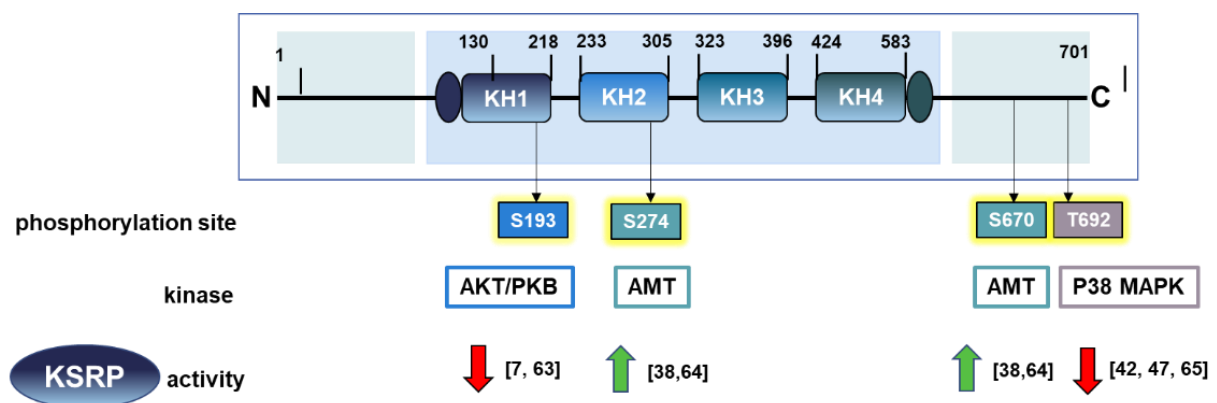 1 130 218 233 305 323 396 424 583 701
N KH1 KH2 KH3 KH4 C
phosphorylation site S193 S274 S670 T692
kinase AKT/PKB AMT AMT P38 MAPK
KSRP activity [7, 63] [38,64] [38,64] [42, 47, 65]